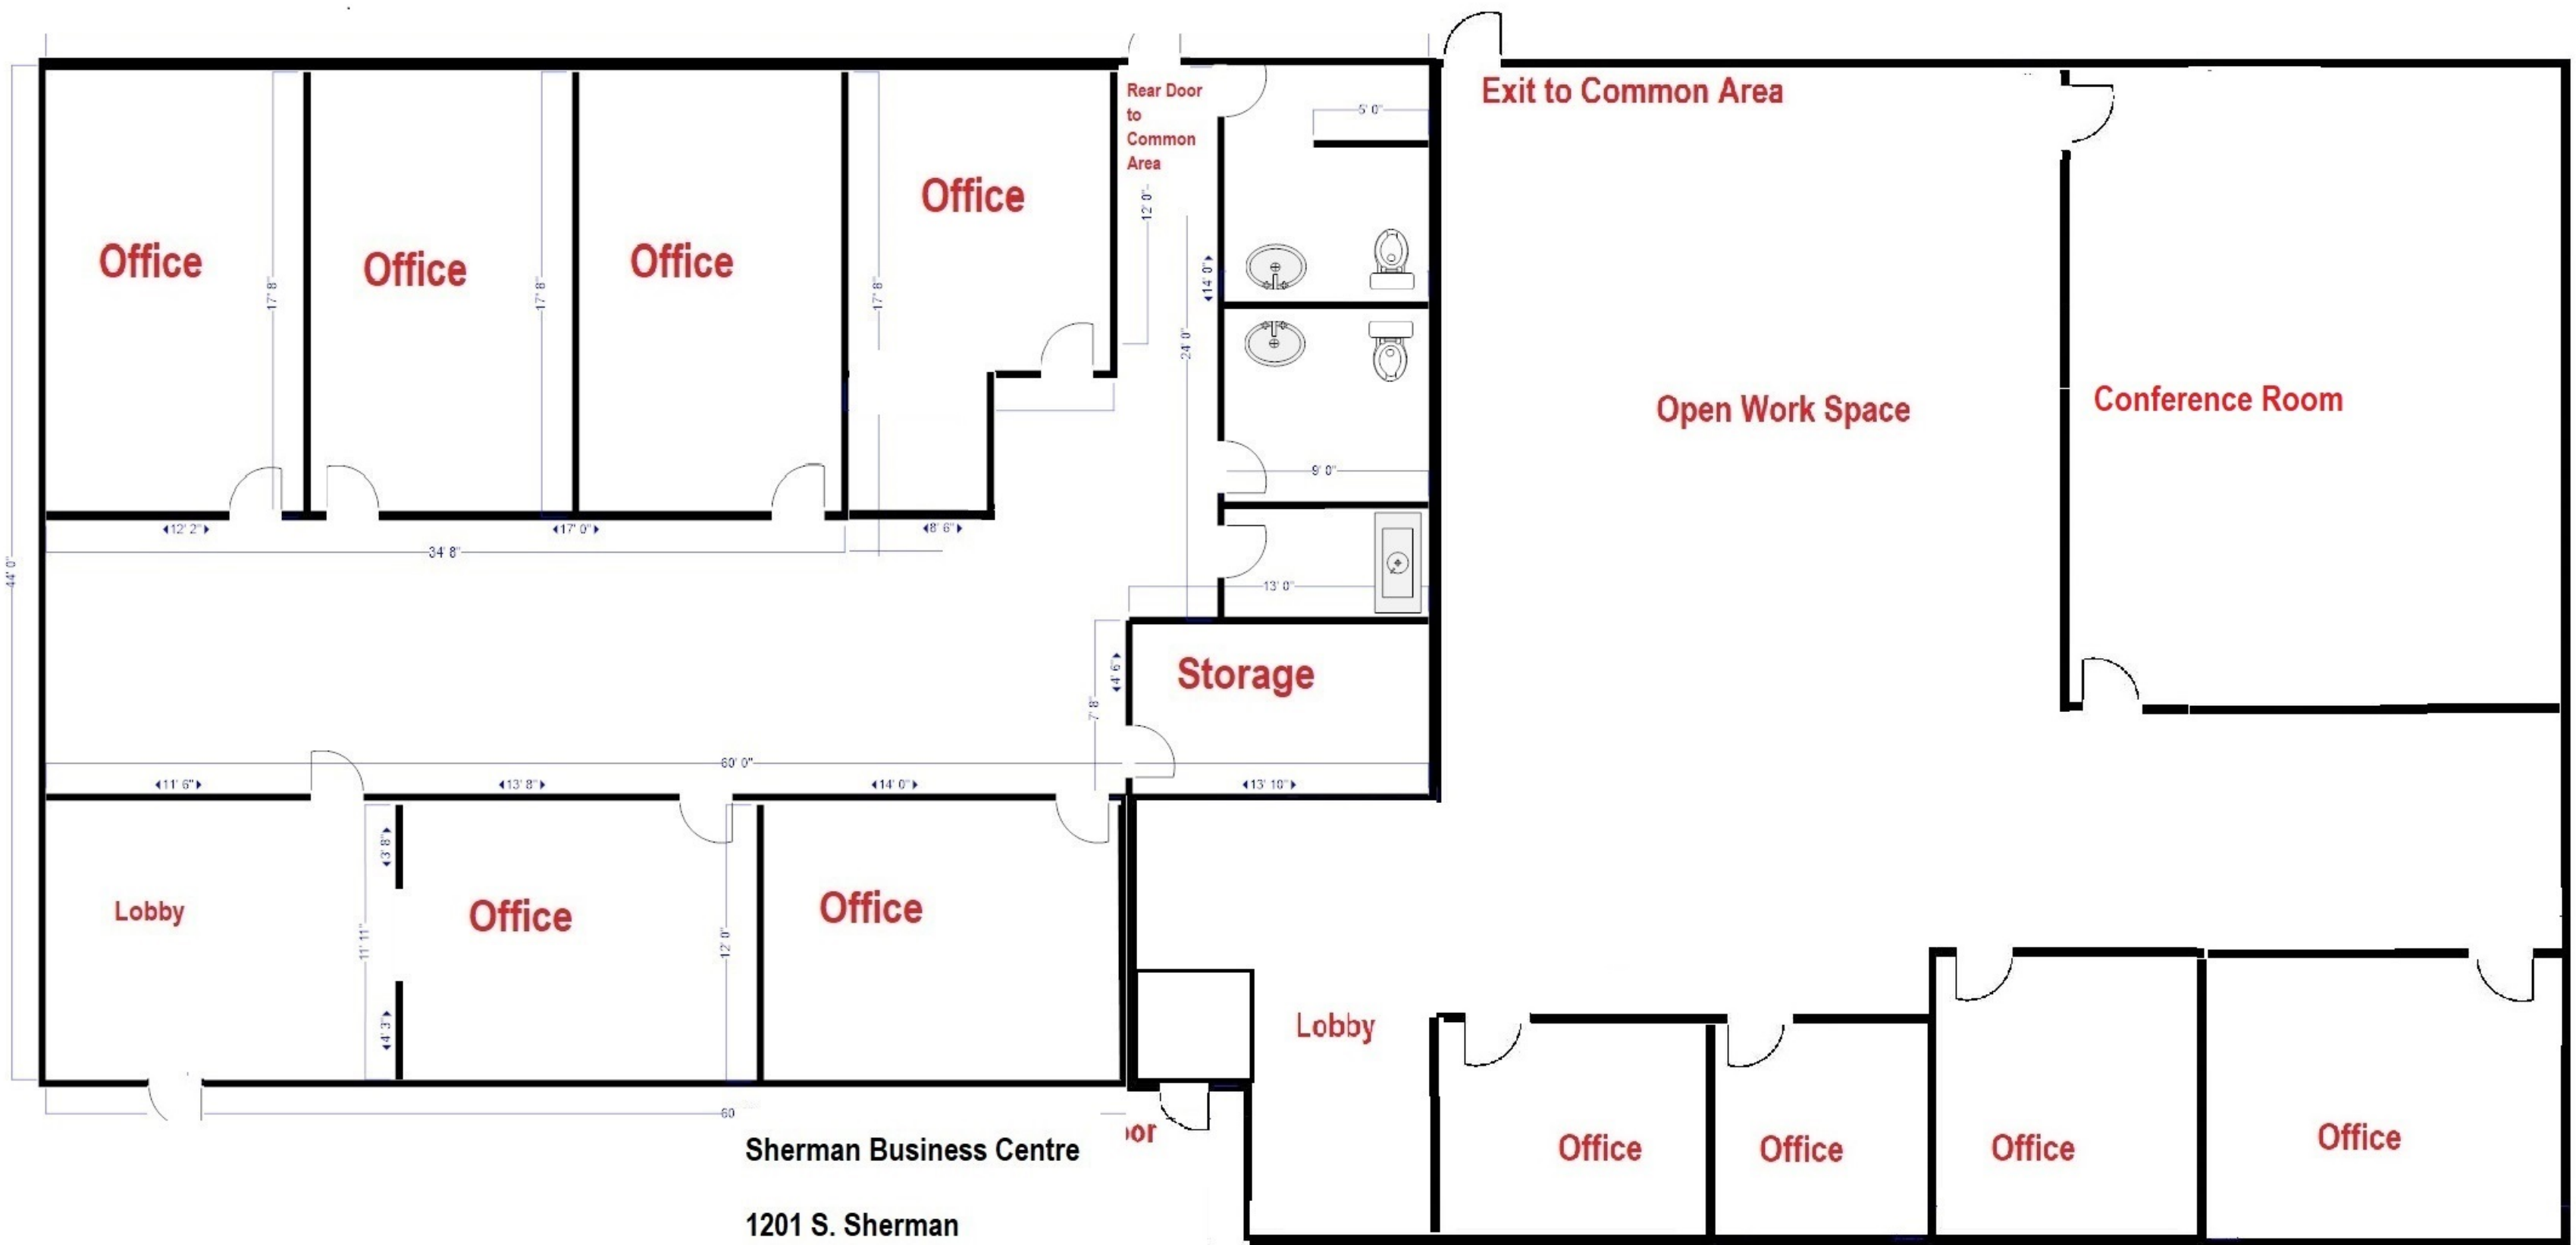 Rear Door
to
Common
Area
Exit to Common Area
5' 0"
Office
Office
Office
Office
12' 0"
17' 8"
17' 8"
17' 8"
14' 0"
24' 0"
Open Work Space
Conference Room
9' 0"
12' 2"
17' 0"
8' 6"
34' 8"
44' 0"
13' 0"
Storage
4' 6"
7' 8"
60' 0"
11' 6"
13' 8"
14' 0"
13' 10"
3' 8"
Lobby
Office
Office
11' 11"
12' 0"
4' 3"
Lobby
60
oor
Sherman Business Centre
1201 S. Sherman
Office
Office
Office
Office